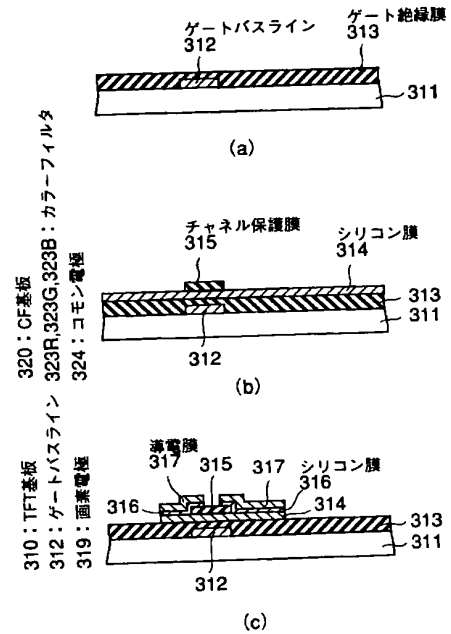 ゲートバスライン
312
ゲート絶縁膜
313
311
(a)
チャネル保護膜
315
シリコン膜
314
313
311
312
(b)
導電膜
317
315
317
シリコン膜
316
316
314
313
311
312
(c)
310：TFT基板
312：ゲートバスライン
319：画素電極
320：CF基板
323R,323G,323B：カラーフィルタ
324：コモン電極